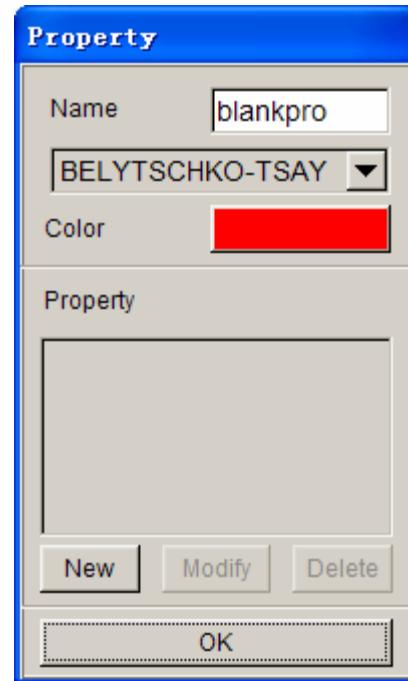 Property
Name blankpro
BELYTSCHKO-TSAY
Color
Property
New Modify Delete
OK